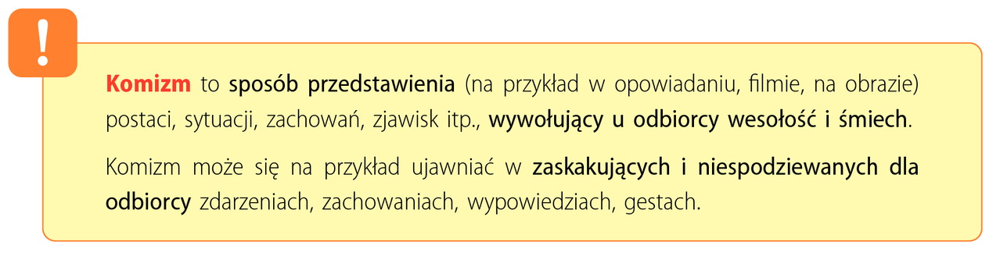 !
Komizm to sposób przedstawienia (na przykład w opowiadaniu, filmie, na obrazie)
postaci, sytuacji, zachowań, zjawisk itp., wywołujący u odbiorcy wesołość i śmiech.
Komizm może się na przykład ujawniać w zaskakujących i niespodziewanych dla
odbiorcy zdarzeniach, zachowaniach, wypowiedziach, gestach.